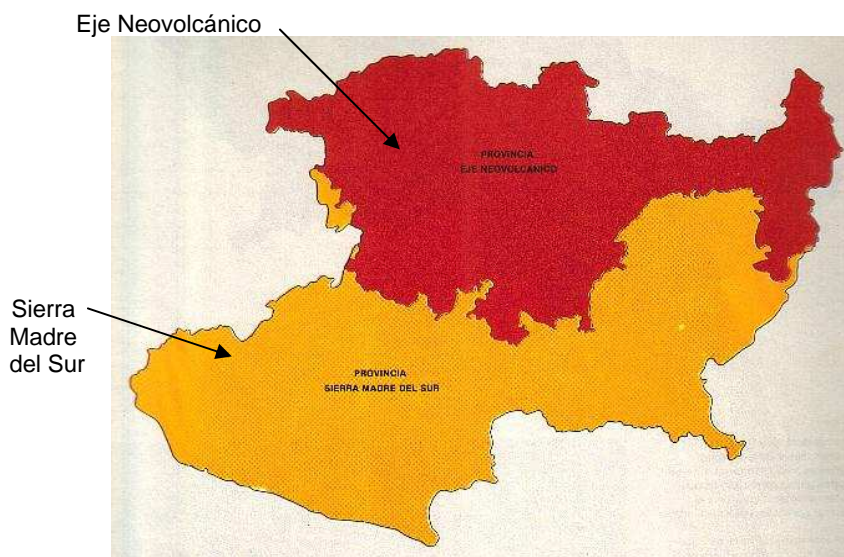 Eje Neovolcánico
PROVINCIA
EJE NEOVOLCANICO
Sierra
Madre
del Sur
PROVINCIA
SIERRA MADRE DEL SUR